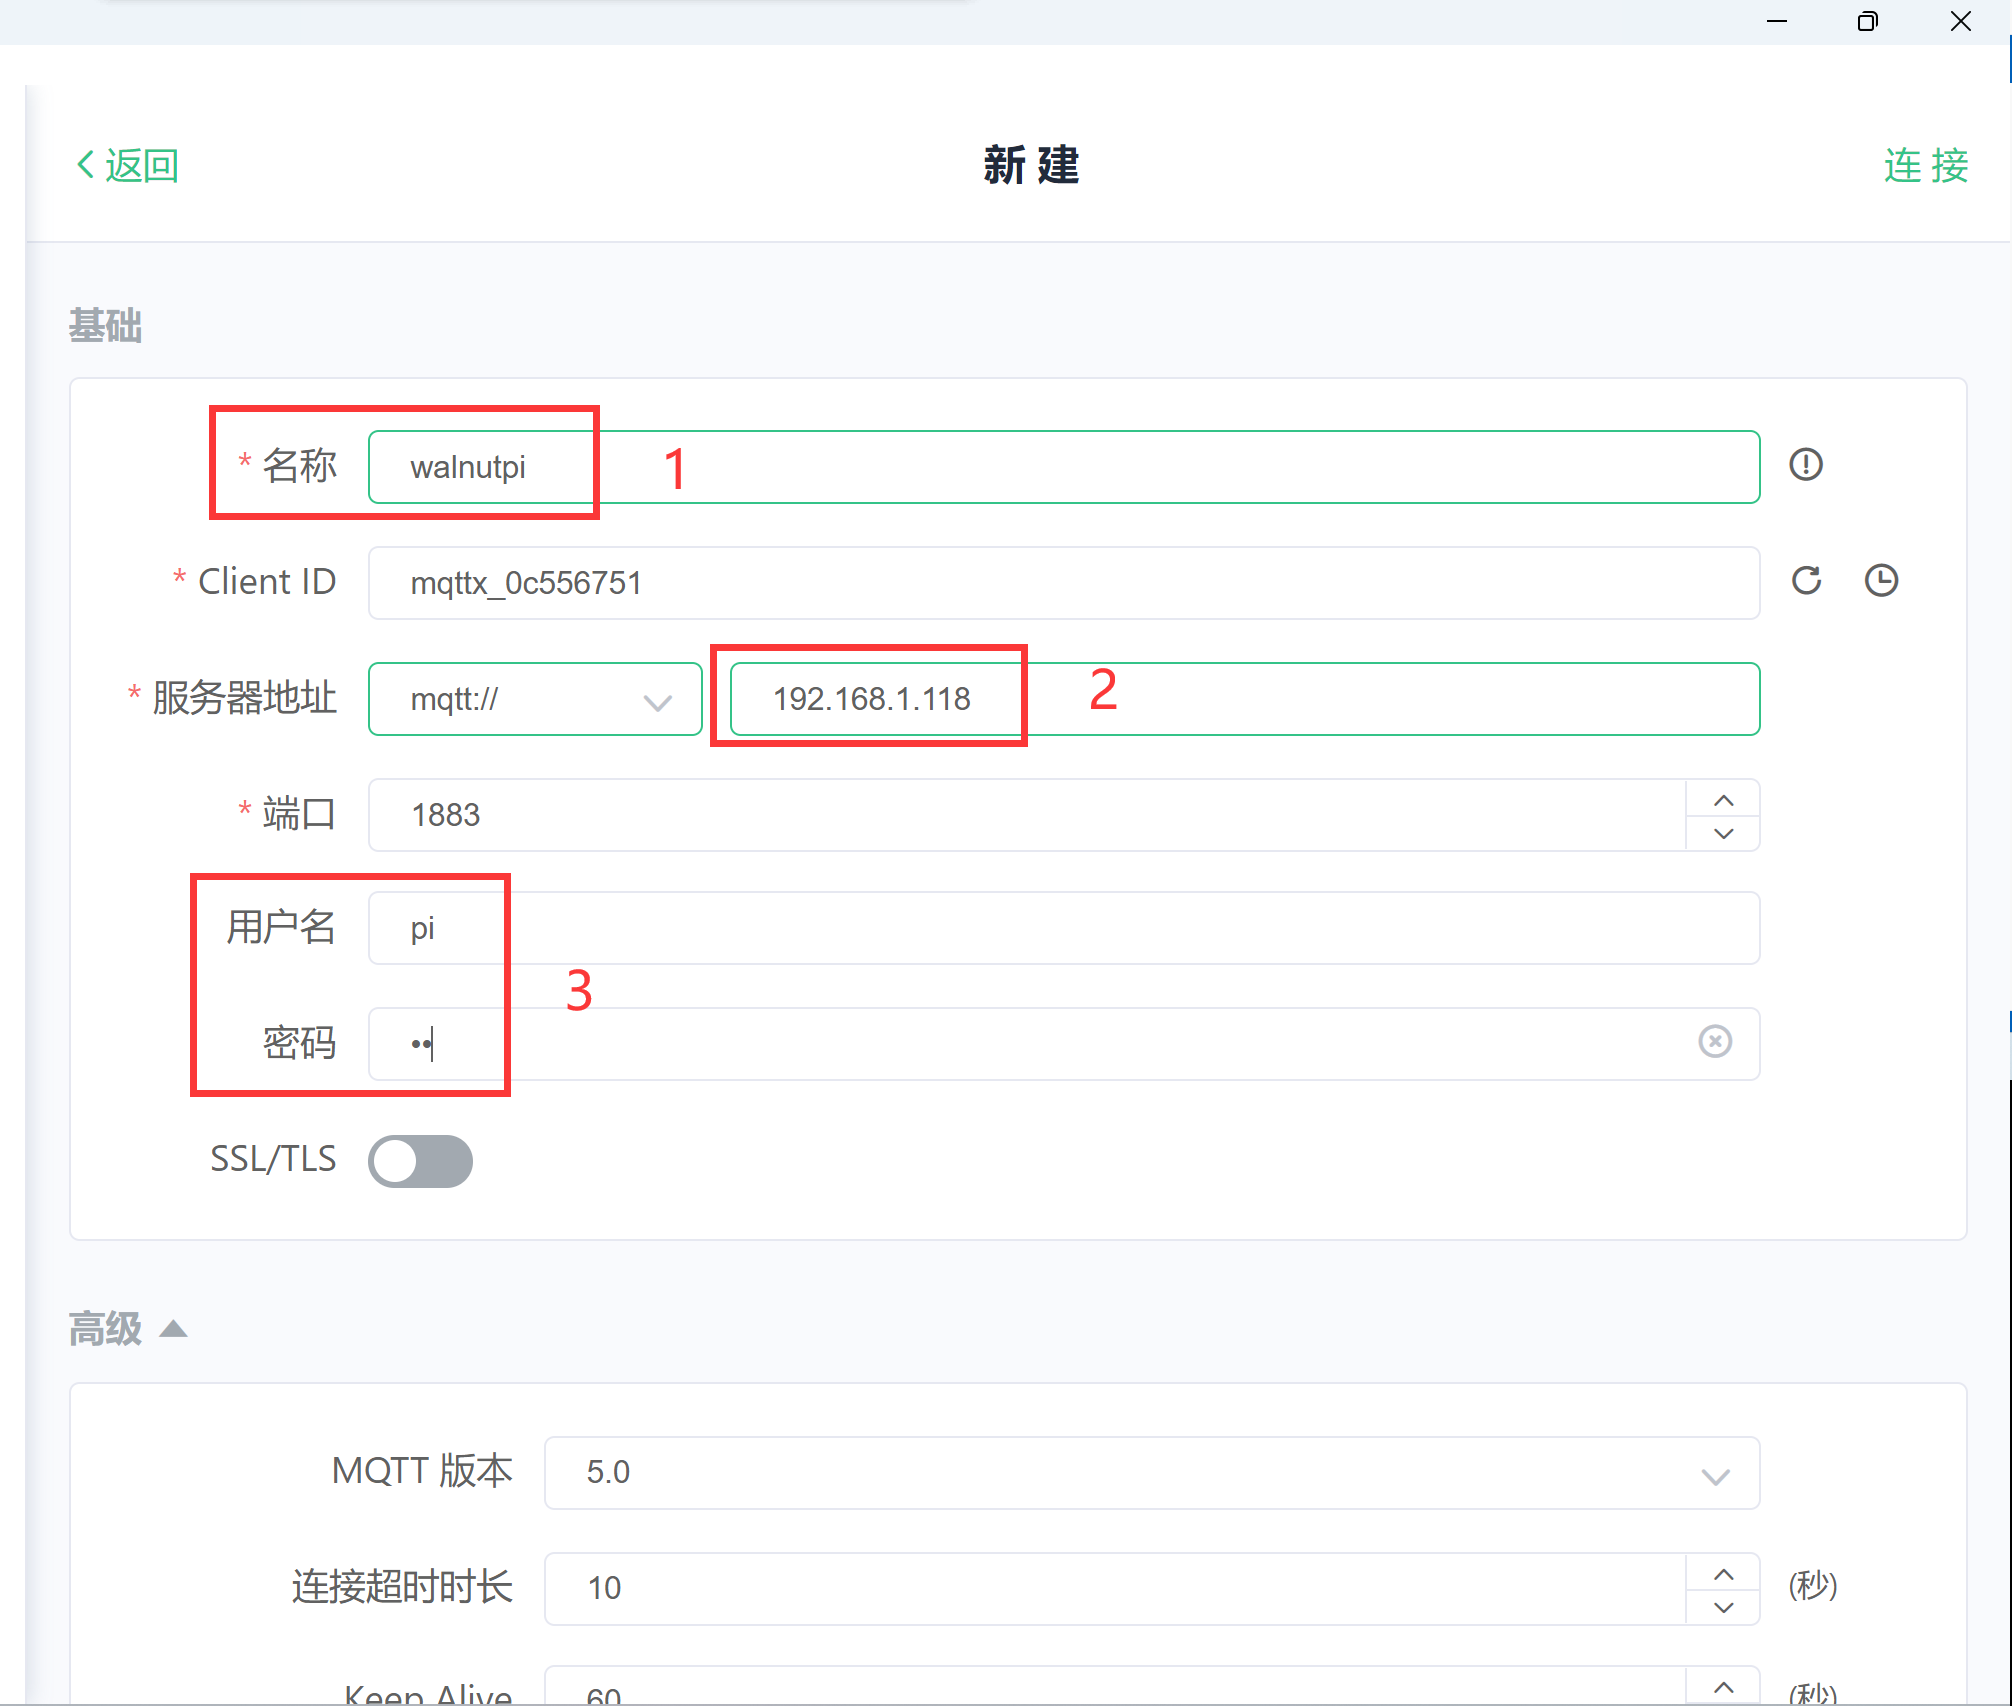 返回
新 建
连 接
基础
* 名称 walnutpi 1
* Client ID mqttx_0c556751
* 服务器地址 mqtt:// 192.168.1.118 2
* 端口 1883
用户名 pi
3
密码 ••
SSL/TLS
高级
MQTT 版本 5.0
连接超时时长 10 (秒)
Keep Alive 60 (秒)